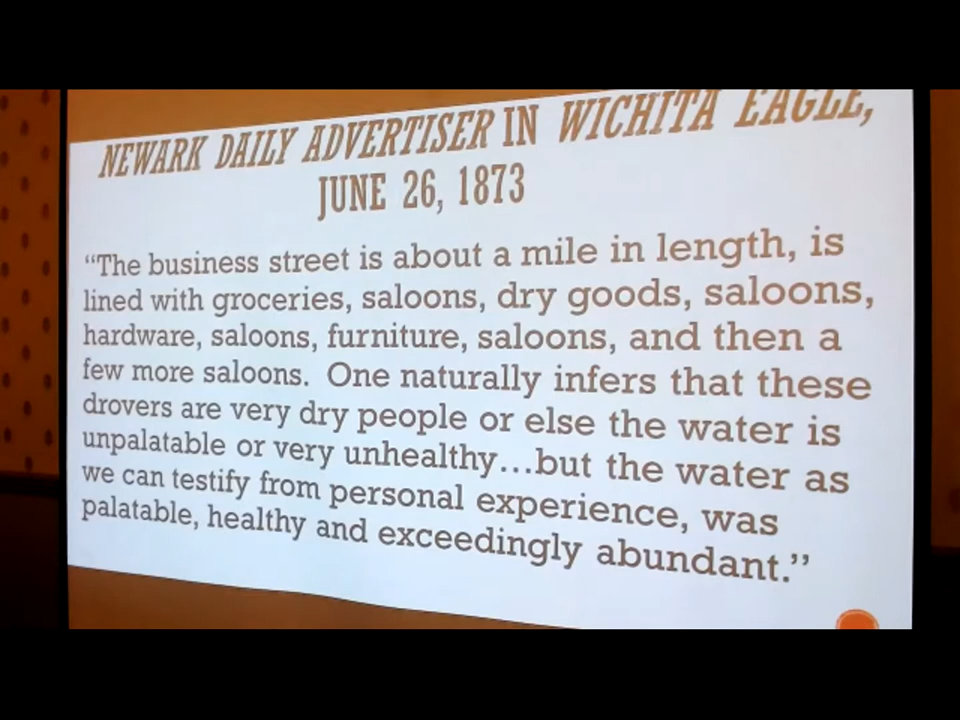 NEWARK DAILY ADVERTISER IN WICHITA EAGLE,
JUNE 26, 1873
“The business street is about a mile in length, is
lined with groceries, saloons, dry goods, saloons,
hardware, saloons, furniture, saloons, and then a
few more saloons. One naturally infers that these
drovers are very dry people or else the water is
unpalatable or very unhealthy…but the water as
we can testify from personal experience, was
palatable, healthy and exceedingly abundant.”